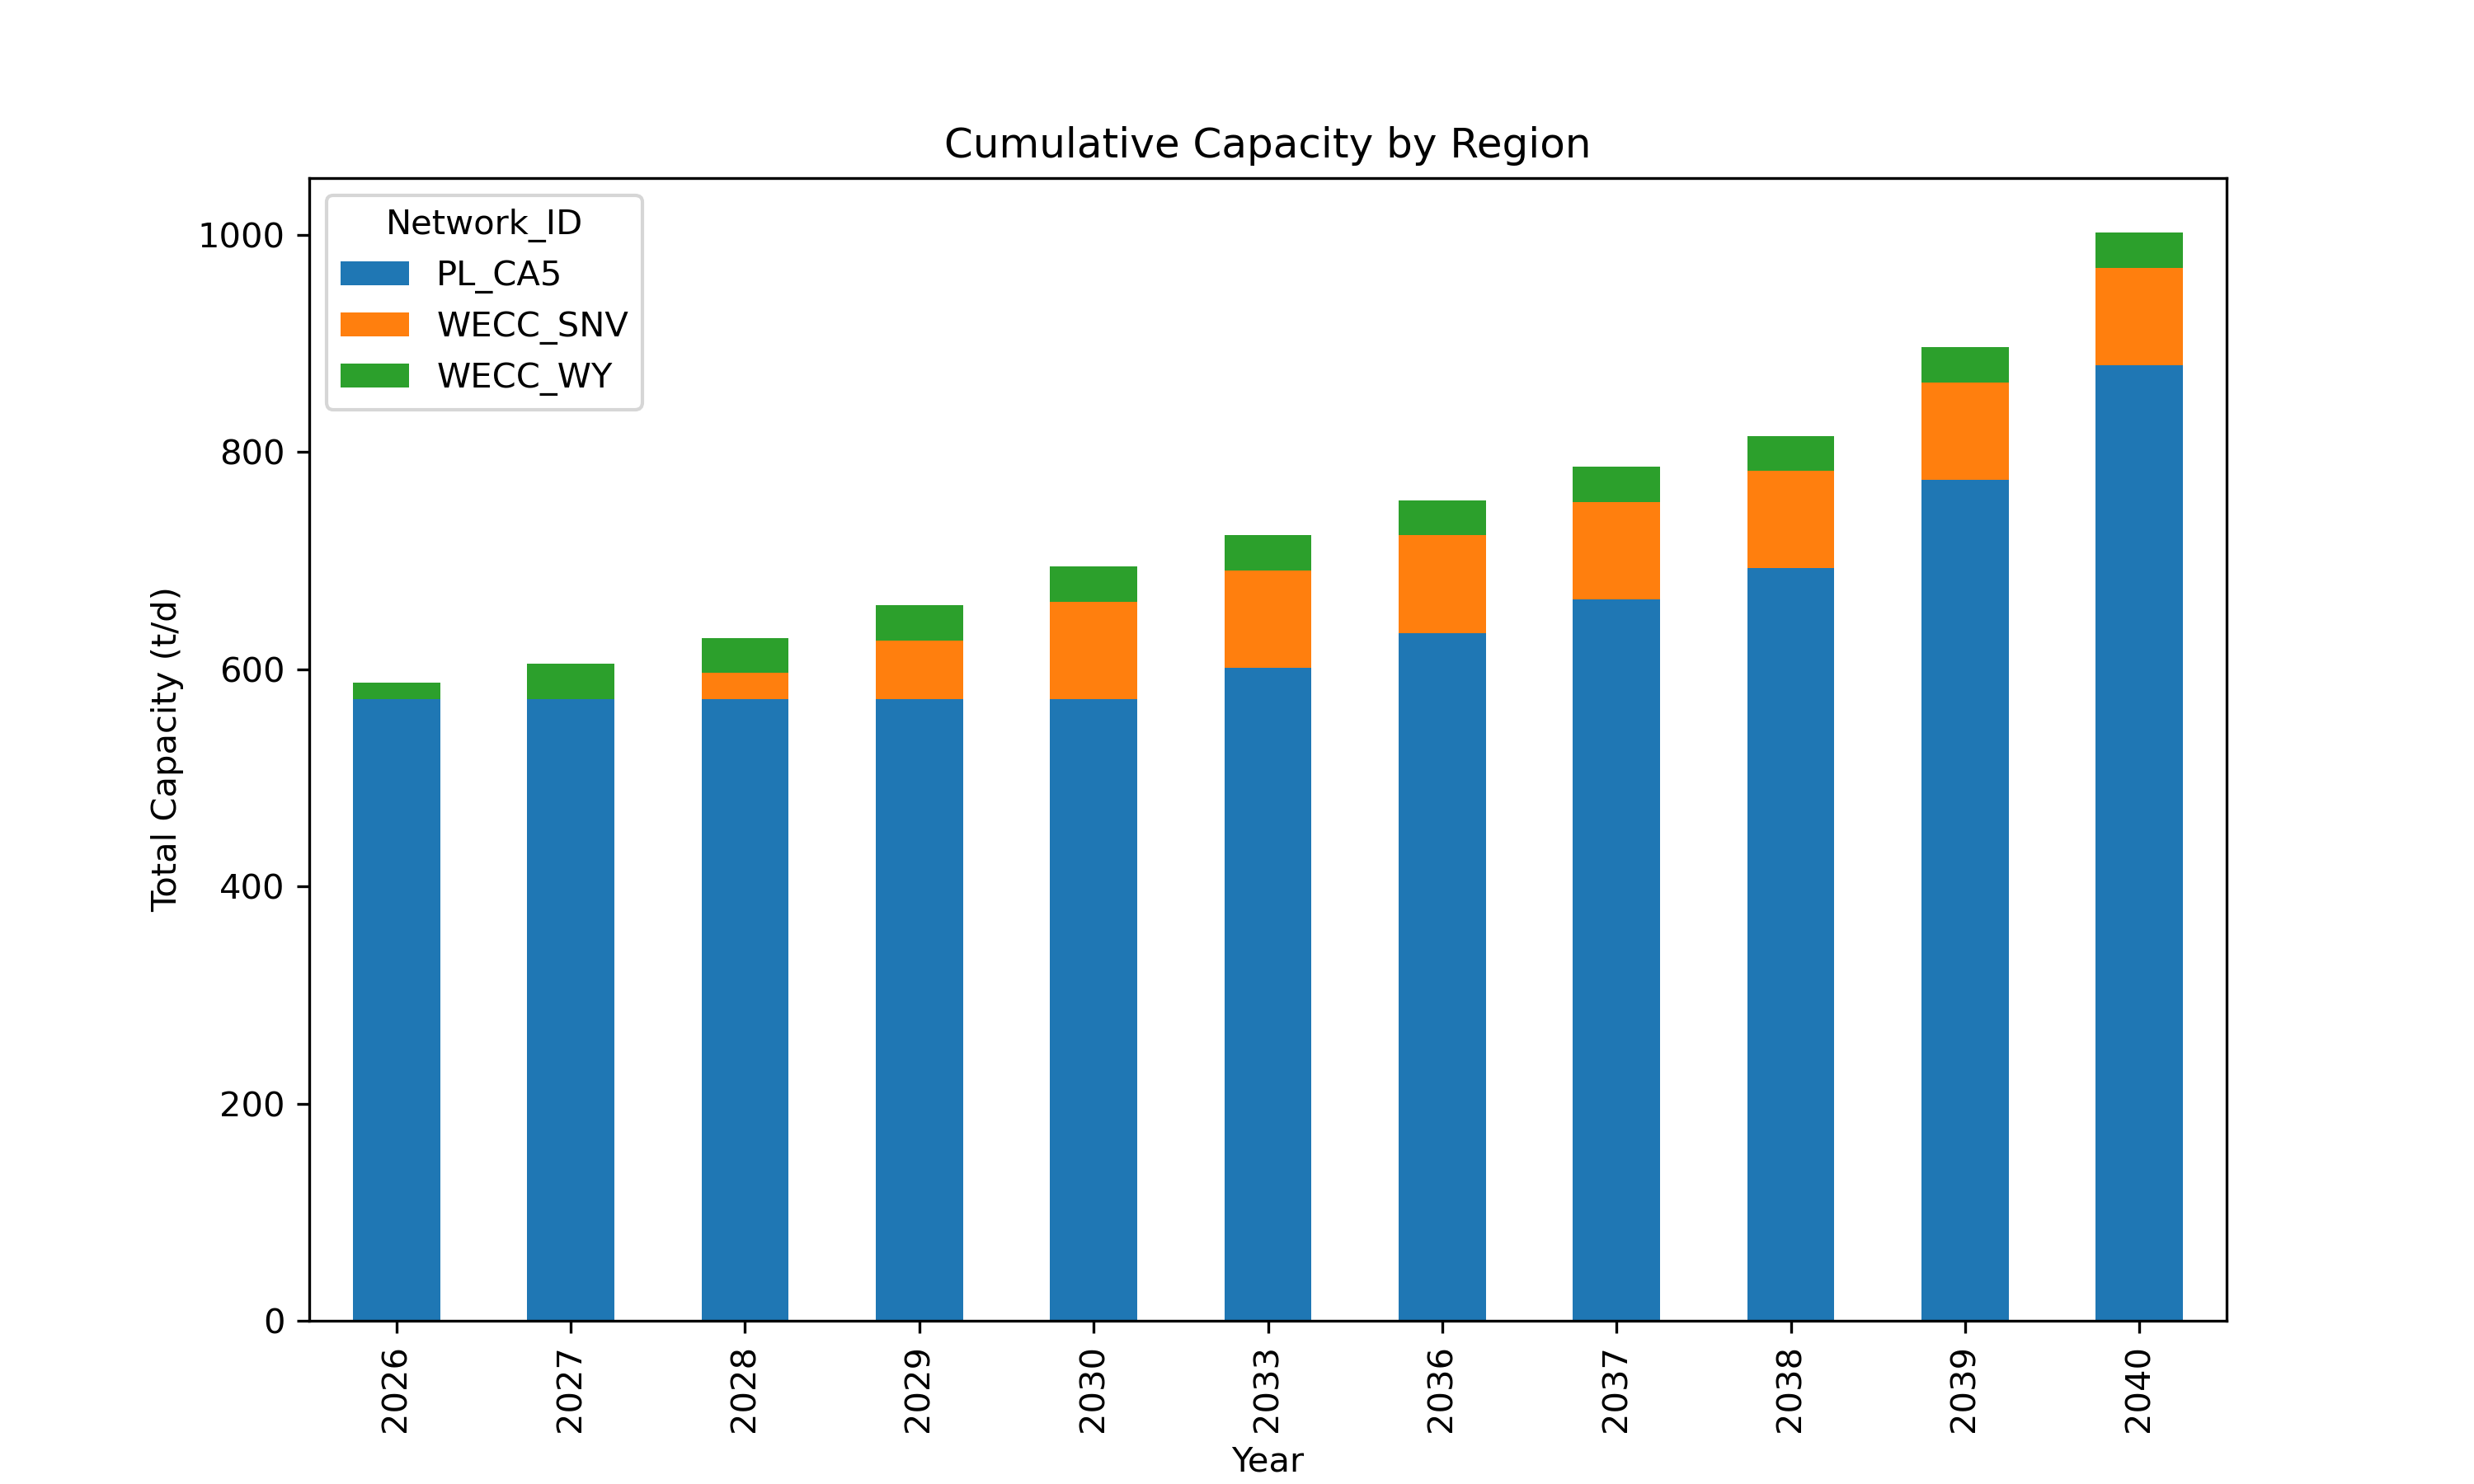 Cumulative Capacity by Region
Network_ID
PL_CA5
WECC_SNV
WECC_WY
Total Capacity (t/d)
1000
800
600
400
200
0
2026
2027
2028
2029
2030
2033
2036
2037
2038
2039
2040
Year